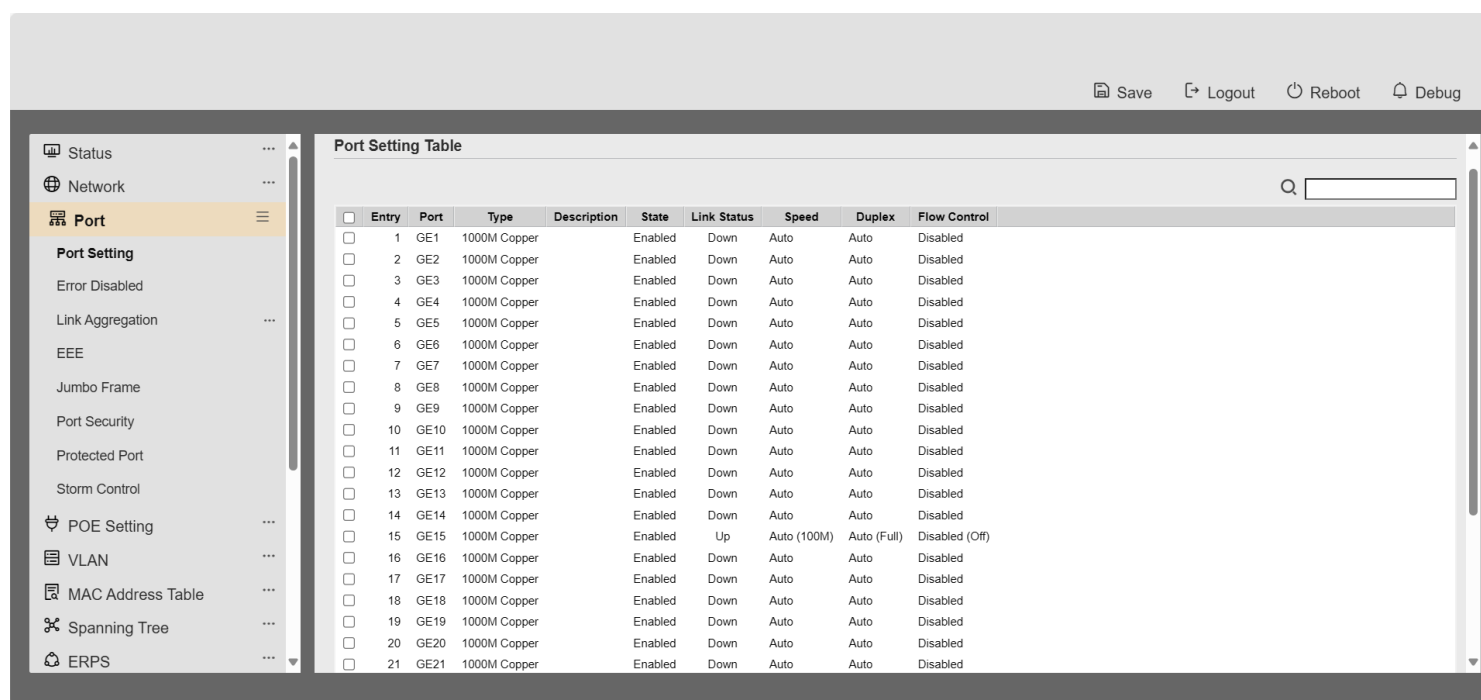 Save Logout Reboot Debug
Status ...
Network ...
Port
Port Setting
Error Disabled
Link Aggregation ...
EEE
Jumbo Frame
Port Security
Protected Port
Storm Control
POE Setting ...
VLAN ...
MAC Address Table ...
Spanning Tree ...
ERPS ...
Port Setting Table
Entry Port Type Description State Link Status Speed Duplex Flow Control
1 GE1 1000M Copper Enabled Down Auto Auto Disabled
2 GE2 1000M Copper Enabled Down Auto Auto Disabled
3 GE3 1000M Copper Enabled Down Auto Auto Disabled
4 GE4 1000M Copper Enabled Down Auto Auto Disabled
5 GE5 1000M Copper Enabled Down Auto Auto Disabled
6 GE6 1000M Copper Enabled Down Auto Auto Disabled
7 GE7 1000M Copper Enabled Down Auto Auto Disabled
8 GE8 1000M Copper Enabled Down Auto Auto Disabled
9 GE9 1000M Copper Enabled Down Auto Auto Disabled
10 GE10 1000M Copper Enabled Down Auto Auto Disabled
11 GE11 1000M Copper Enabled Down Auto Auto Disabled
12 GE12 1000M Copper Enabled Down Auto Auto Disabled
13 GE13 1000M Copper Enabled Down Auto Auto Disabled
14 GE14 1000M Copper Enabled Down Auto Auto Disabled
15 GE15 1000M Copper Enabled Up Auto (100M) Auto (Full) Disabled (Off)
16 GE16 1000M Copper Enabled Down Auto Auto Disabled
17 GE17 1000M Copper Enabled Down Auto Auto Disabled
18 GE18 1000M Copper Enabled Down Auto Auto Disabled
19 GE19 1000M Copper Enabled Down Auto Auto Disabled
20 GE20 1000M Copper Enabled Down Auto Auto Disabled
21 GE21 1000M Copper Enabled Down Auto Auto Disabled